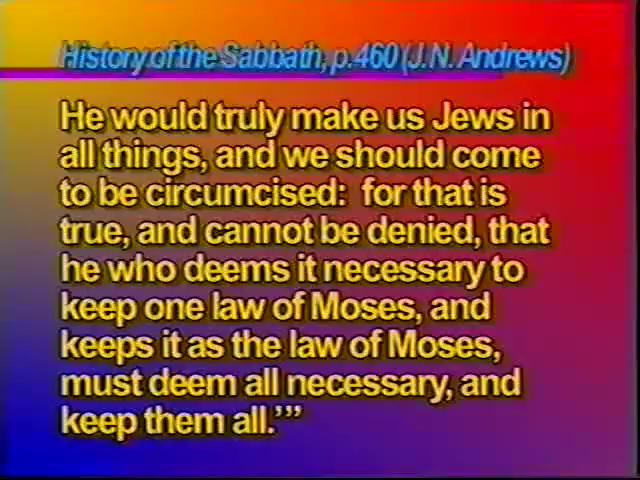 History of the Sabbath, p.460 (J.N. Andrews)
He would truly make us Jews in
all things, and we should come
to be circumcised:  for that is
true, and cannot be denied, that
he who deems it necessary to
keep one law of Moses, and
keeps it as the law of Moses,
must deem all necessary, and
keep them all.’”